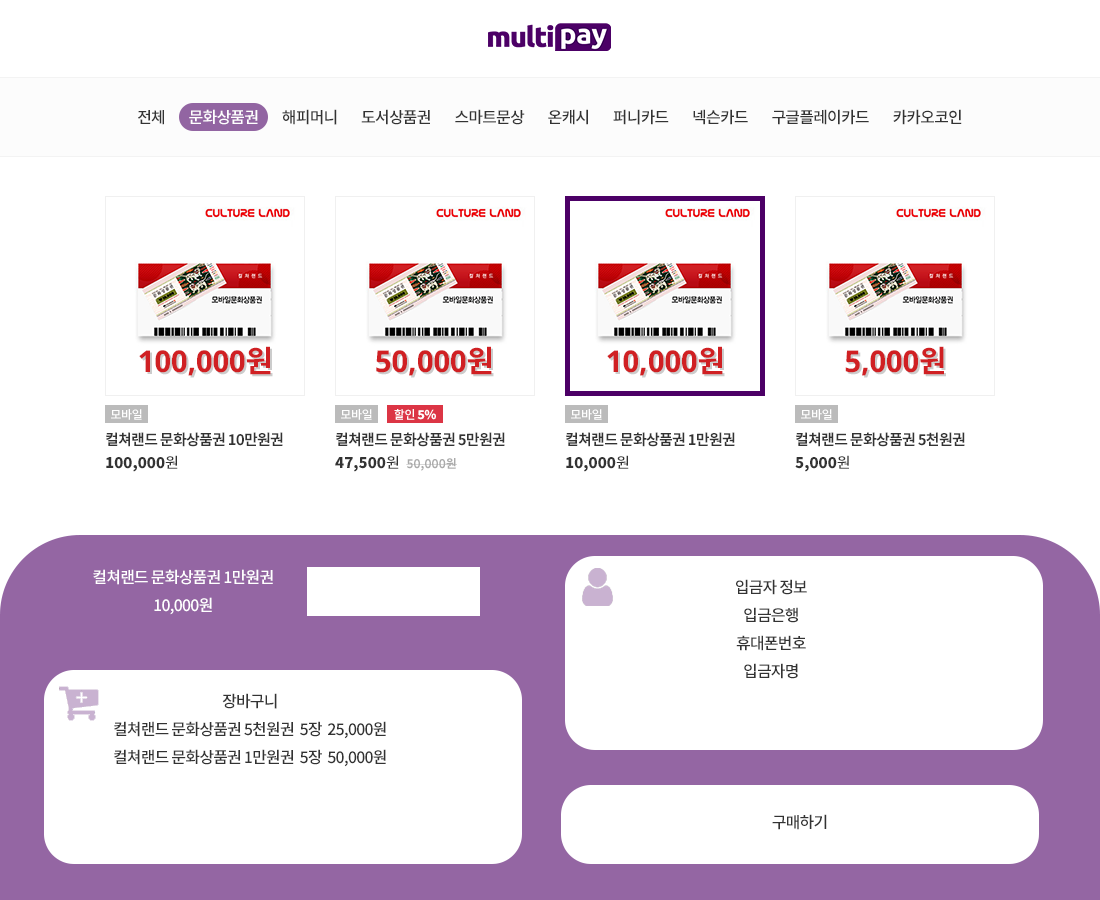 multipay
전체 문화상품권 해피머니 도서상품권 스마트문상 온캐시 퍼니카드 넥슨카드 구글플레이카드 카카오코인
CULTURE LAND
컬쳐랜드
모바일문화상품권
100,000원
모바일
컬쳐랜드 문화상품권 10만원권
100,000원
CULTURE LAND
컬쳐랜드
모바일문화상품권
50,000원
모바일 할인 5%
컬쳐랜드 문화상품권 5만원권
47,500원 50,000원
CULTURE LAND
컬쳐랜드
모바일문화상품권
10,000원
모바일
컬쳐랜드 문화상품권 1만원권
10,000원
CULTURE LAND
컬쳐랜드
모바일문화상품권
5,000원
모바일
컬쳐랜드 문화상품권 5천원권
5,000원
컬쳐랜드 문화상품권 1만원권
10,000원
장바구니
컬쳐랜드 문화상품권 5천원권 5장 25,000원
컬쳐랜드 문화상품권 1만원권 5장 50,000원
입금자 정보
입금은행
휴대폰번호
입금자명
구매하기